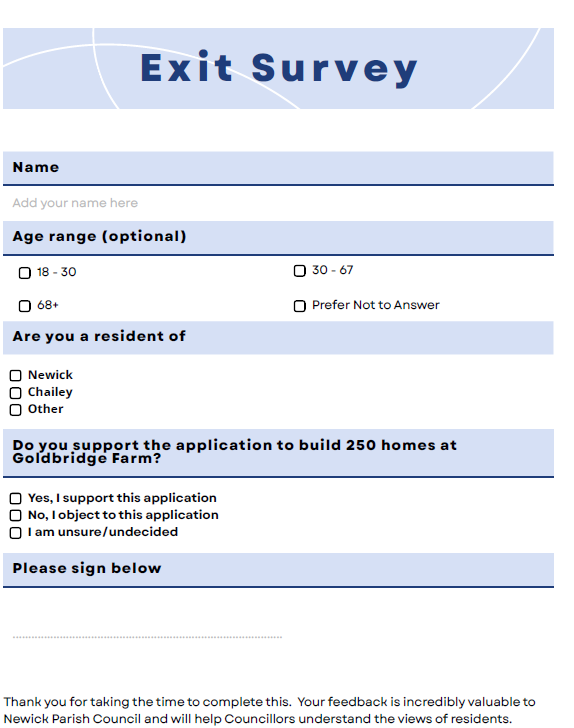 Exit Survey
Name
Add your name here
Age range (optional)
18 - 30
30 - 67
68+
Prefer Not to Answer
Are you a resident of
Newick
Chailey
Other
Do you support the application to build 250 homes at
Goldbridge Farm?
Yes, I support this application
No, I object to this application
I am unsure/undecided
Please sign below
Thank you for taking the time to complete this.  Your feedback is incredibly valuable to
Newick Parish Council and will help Councillors understand the views of residents.